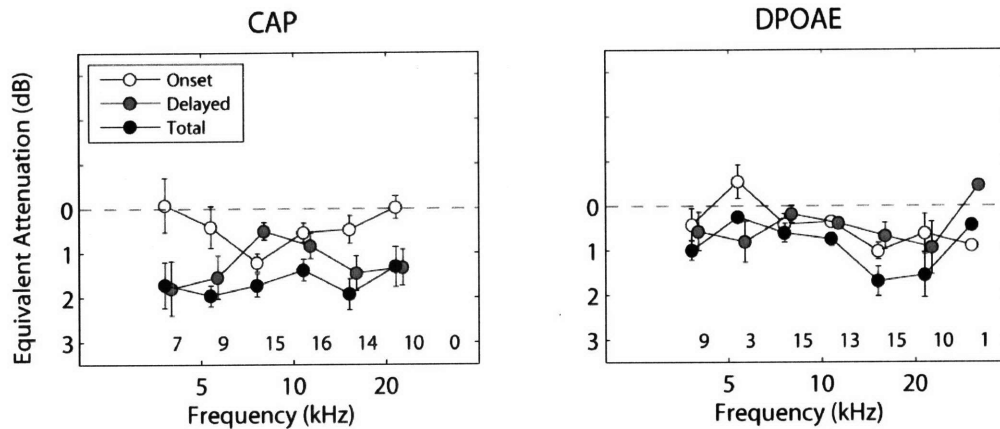 CAP
Equivalent Attenuation (dB)
Onset
Delayed
Total
0
1
2
3
7 9 15 16 14 10 0
5 10 20
Frequency (kHz)
DPOAE
0
1
2
3
9 3 15 13 15 10 1
5 10 20
Frequency (kHz)